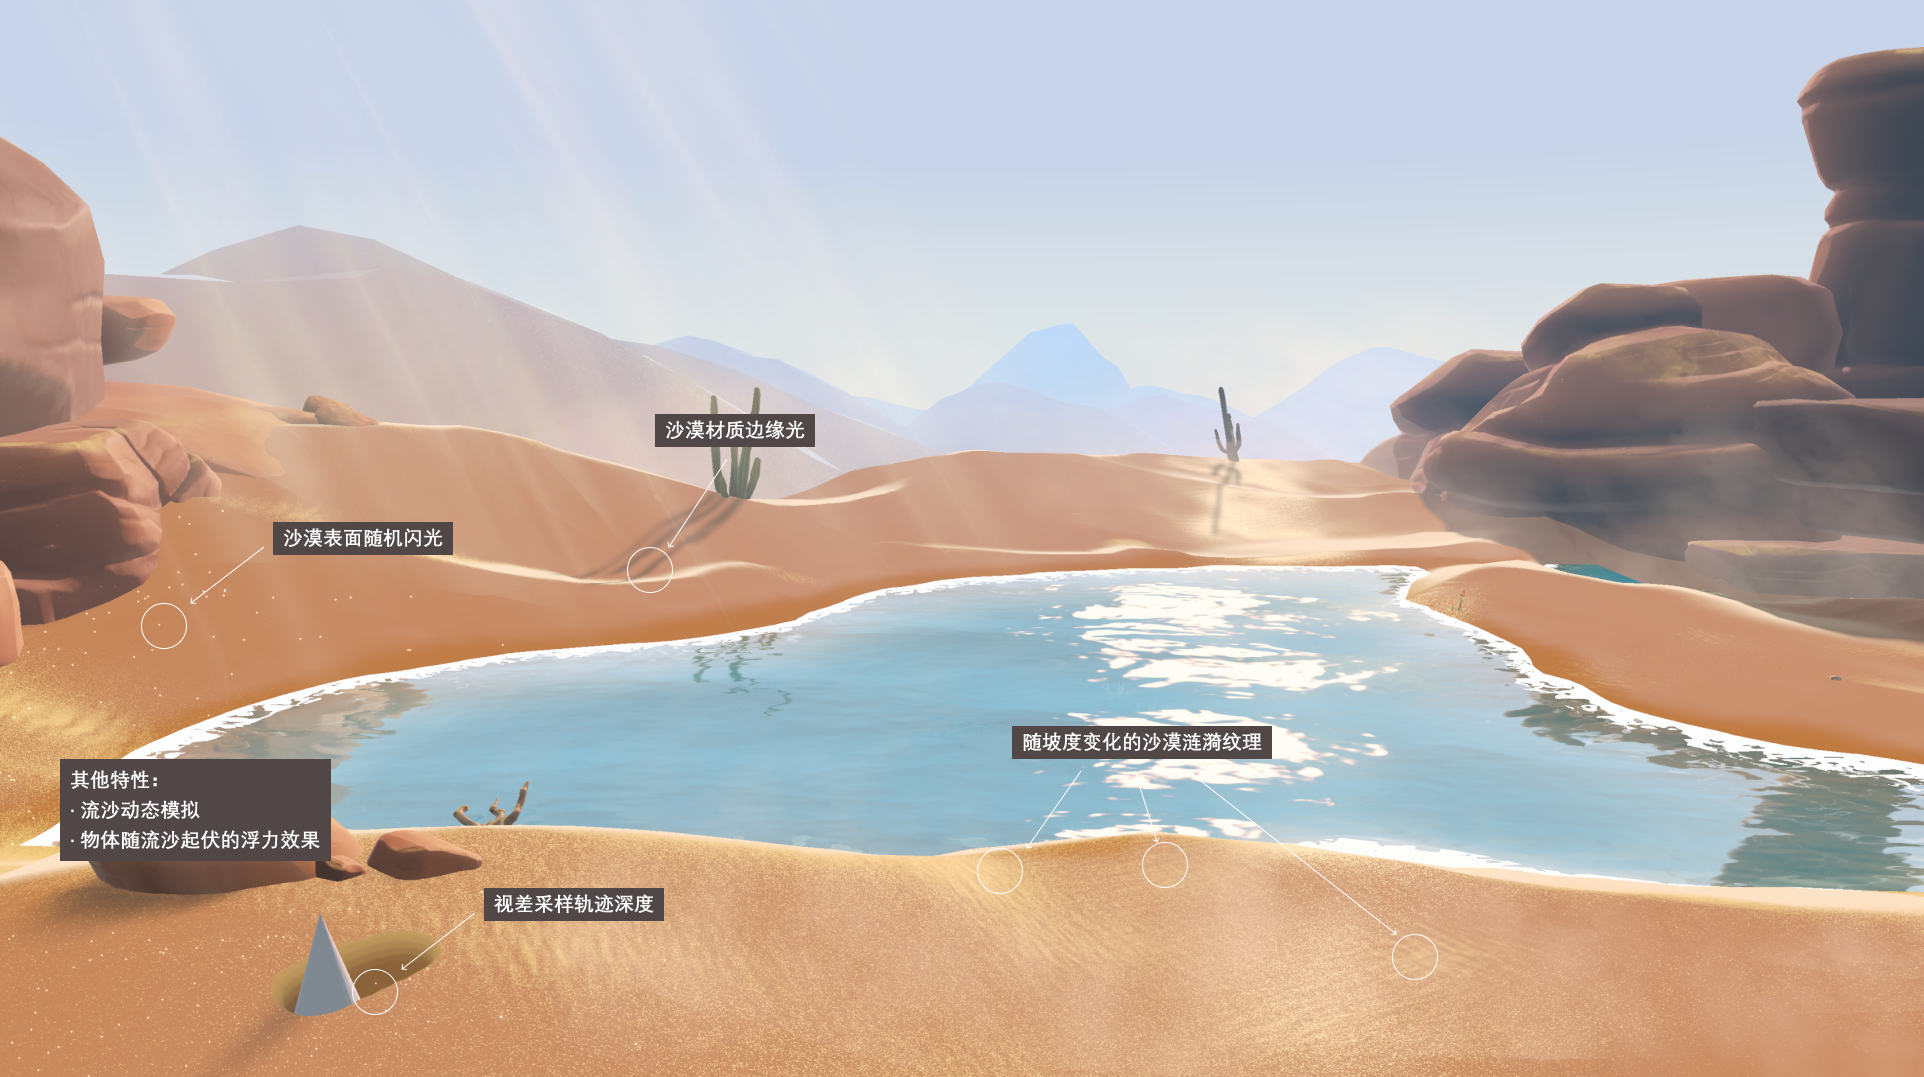 沙漠材质边缘光
沙漠表面随机闪光
随坡度变化的沙漠涟漪纹理
其他特性：
· 流沙动态模拟
· 物体随流沙起伏的浮力效果
视差采样轨迹深度